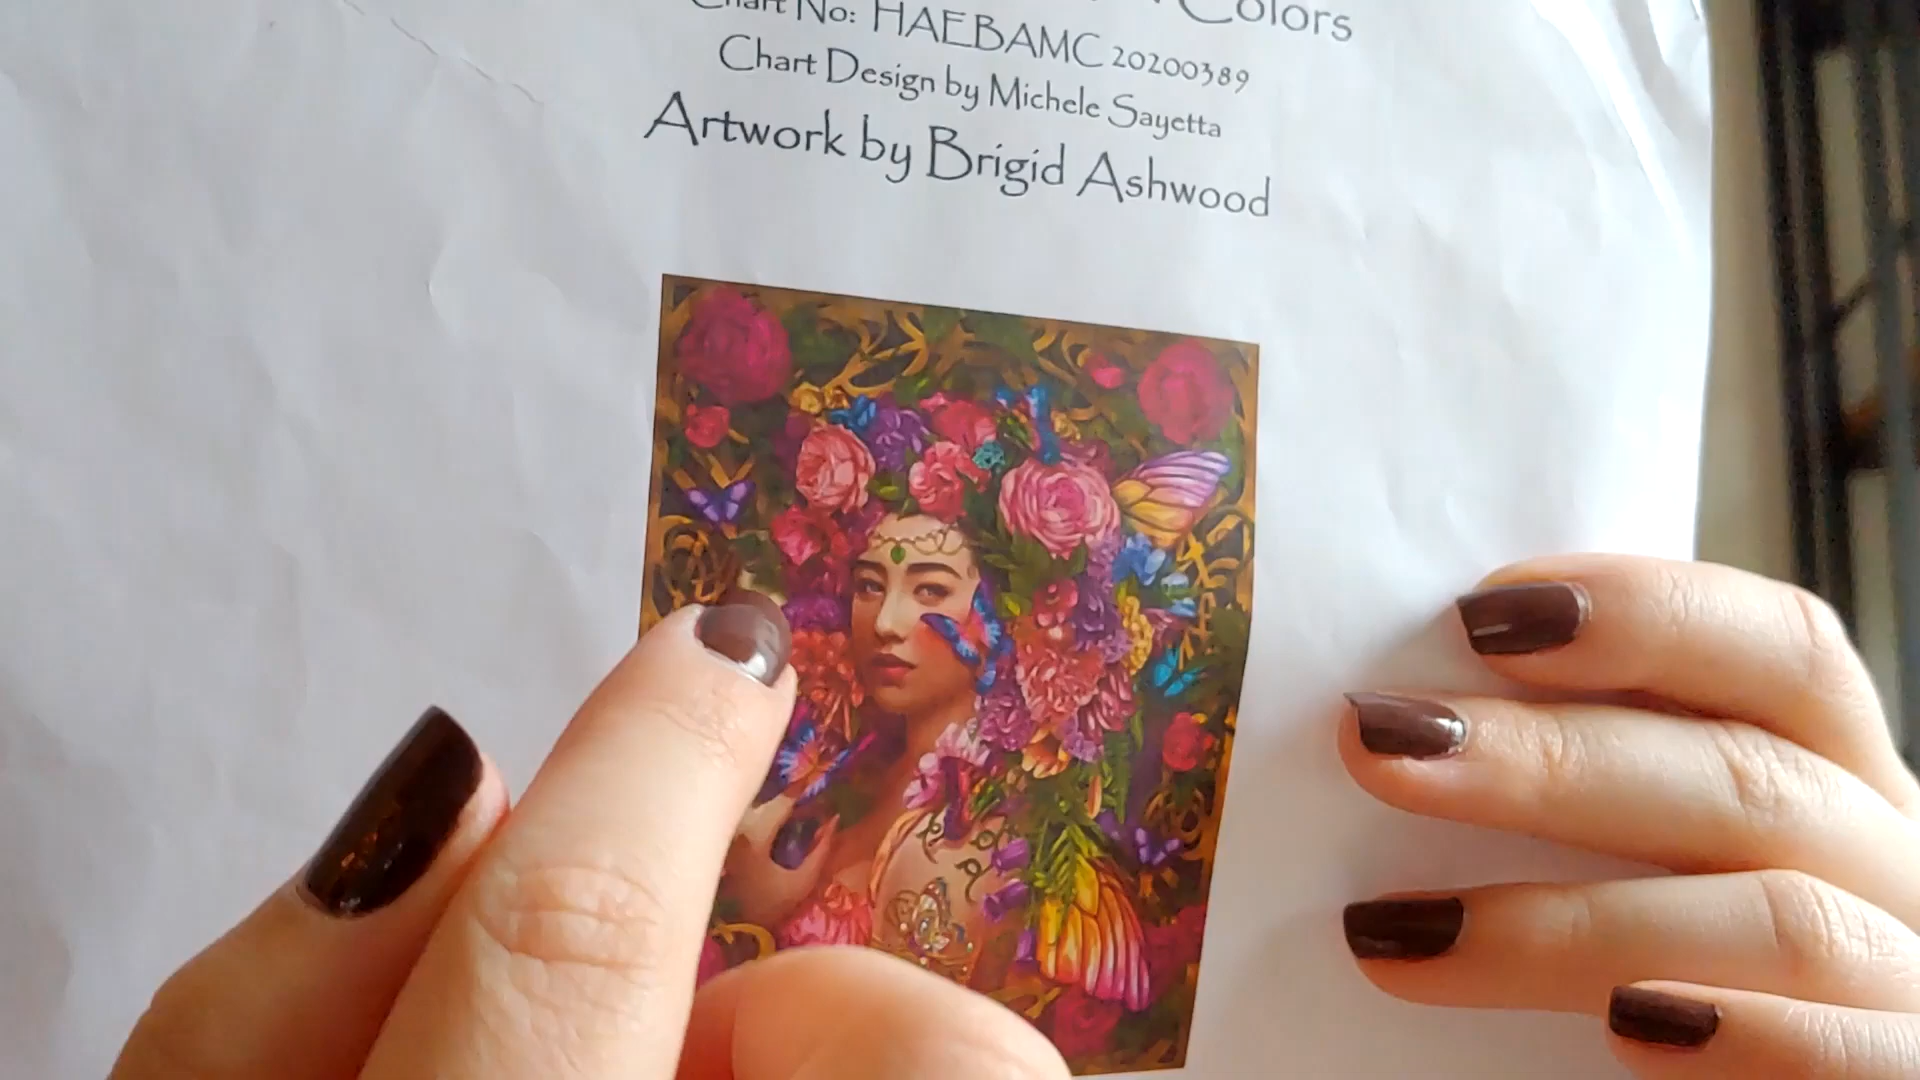 Colors
Chart No: HAEBAMC 20200389
Chart Design by Michele Sayetta
Artwork by Brigid Ashwood